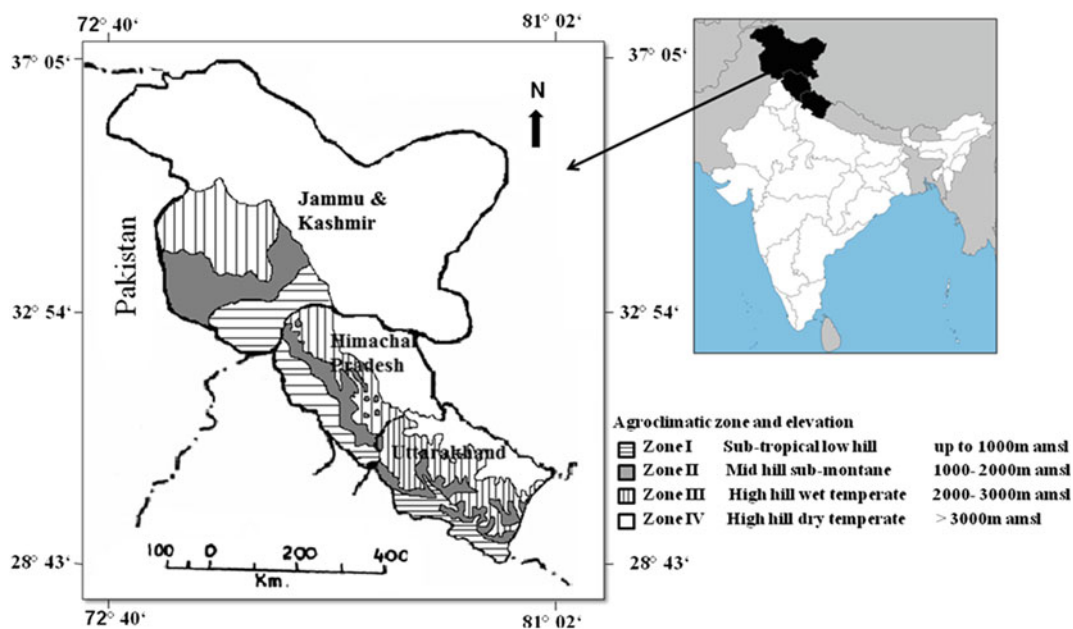 72° 40‘
81° 02‘
37° 05‘
37° 05‘
N
Jammu &
Kashmir
Pakistan
32° 54‘
32° 54‘
Himachal
Pradesh
Uttarakhand
Agroclimatic zone and elevation
Zone I Sub-tropical low hill up to 1000m amsl
Zone II Mid hill sub-montane 1000- 2000m amsl
Zone III High hill wet temperate 2000- 3000m amsl
Zone IV High hill dry temperate > 3000m amsl
100 0 200 400
Km.
28° 43‘
28° 43‘
72° 40‘
81° 02‘